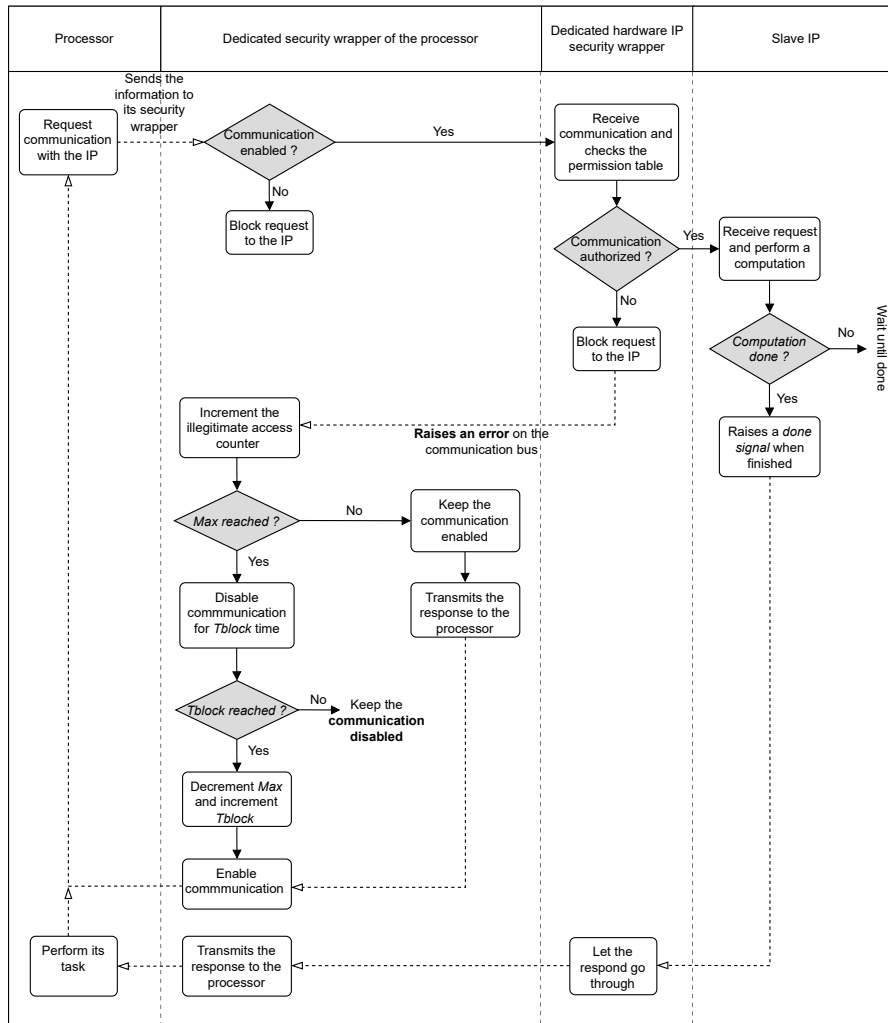 Processor
Dedicated security wrapper of the processor
Dedicated hardware IP
security wrapper
Slave IP
Sends the
information to
its security
wrapper
Request
communication
with the IP
Communication
enabled ?
Yes
Receive
communication and
checks the
permission table
No
Block request
to the IP
Communication
authorized ?
Yes
Receive request
and perform a
computation
No
Block request
to the IP
Computation
done ?
No
Wait until done
Yes
Raises a done
signal when
finished
Increment the
illegitimate access
counter
Raises an error on the
communication bus
Max reached ?
No
Keep the
communication
enabled
Yes
Disable
commmunication
for Tblock time
Transmits the
response to the
processor
Tblock reached ?
No
Keep the
communication
disabled
Yes
Decrement Max
and increment
Tblock
Enable
commmunication
Perform its
task
Transmits the
response to the
processor
Let the
respond go
through